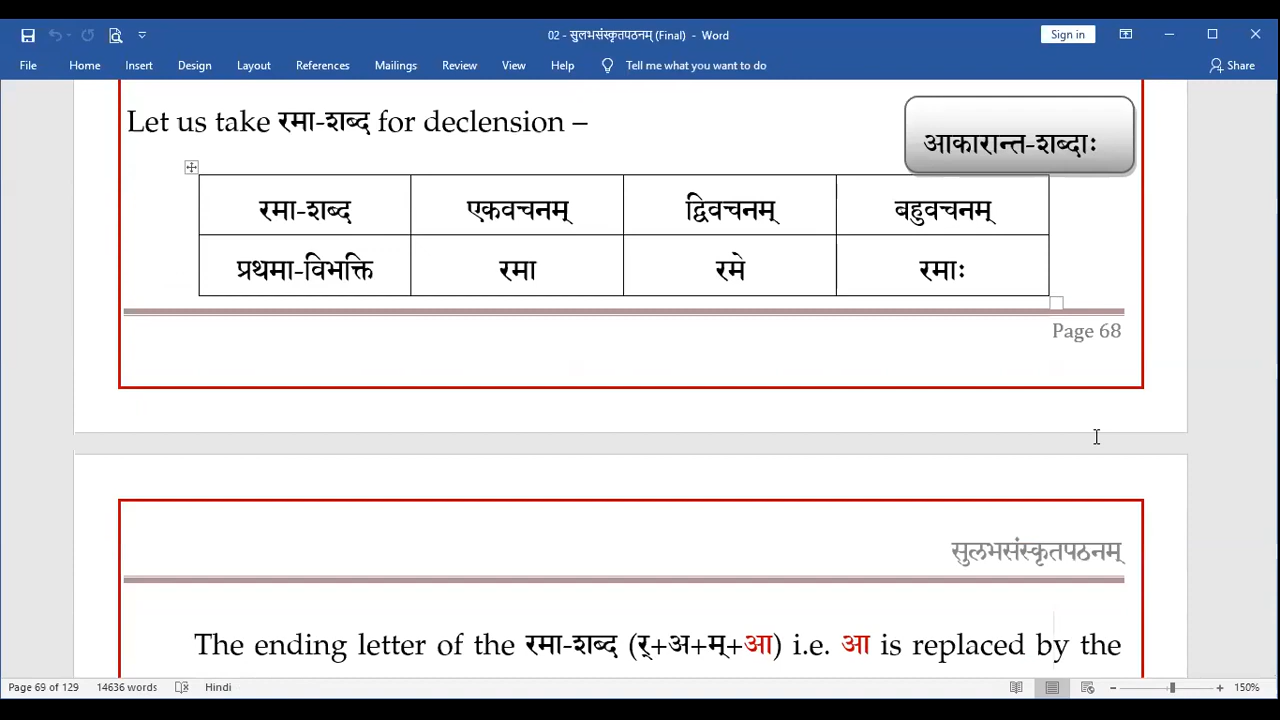 02 - सुलभसंस्कृतपठनम् (Final) - Word
Sign in
File Home Insert Design Layout References Mailings Review View Help Tell me what you want to do Share
Let us take रमा-शब्द for declension –
आकारान्त-शब्दाः
रमा-शब्द एकवचनम् द्विवचनम् बहुवचनम्
प्रथमा-विभक्ति रमा रमे रमाः
Page 68
सुलभसंस्कृतपठनम्
The ending letter of the रमा-शब्द (र्+अ+म्+आ) i.e. आ is replaced by the
Page 69 of 129 14636 words Hindi 150%